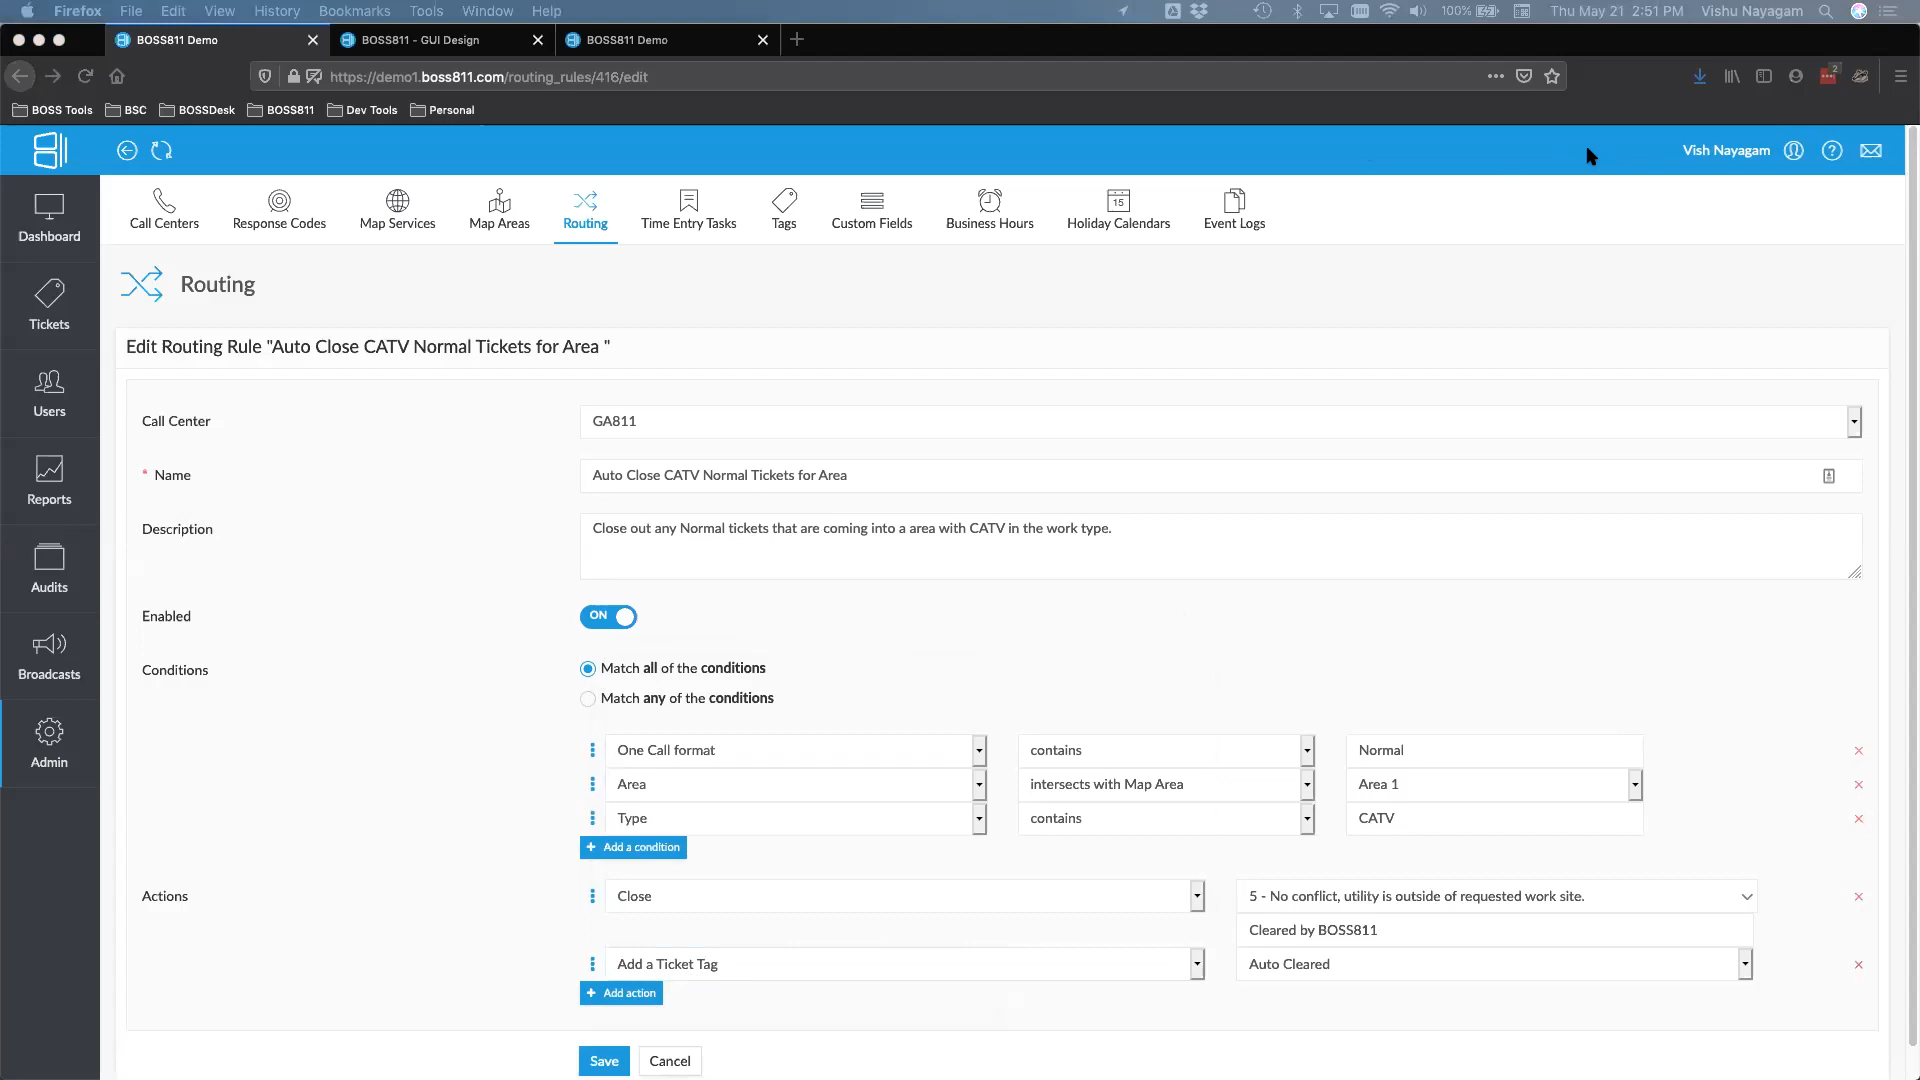 Firefox File Edit View History Bookmarks Tools Window Help 100% Thu May 21 2:51 PM Vishu Nayagam
BOSS811 Demo BOSS811 - GUI Design BOSS811 Demo
https://demo1.boss811.com/routing_rules/416/edit 2
BOSS Tools BSC BOSSDesk BOSS811 Dev Tools Personal
Vish Nayagam
Dashboard
Tickets
Users
Reports
Audits
Broadcasts
Admin
15
Call Centers Response Codes Map Services Map Areas Routing Time Entry Tasks Tags Custom Fields Business Hours Holiday Calendars Event Logs
Routing
Edit Routing Rule "Auto Close CATV Normal Tickets for Area "
Call Center GA811
* Name Auto Close CATV Normal Tickets for Area
Description Close out any Normal tickets that are coming into a area with CATV in the work type.
Enabled ON
Conditions Match all of the conditions
Match any of the conditions
One Call format contains Normal
Area intersects with Map Area Area 1
Type contains CATV
+ Add a condition
Actions Close 5 - No conflict, utility is outside of requested work site.
Cleared by BOSS811
Add a Ticket Tag Auto Cleared
+ Add action
Save Cancel